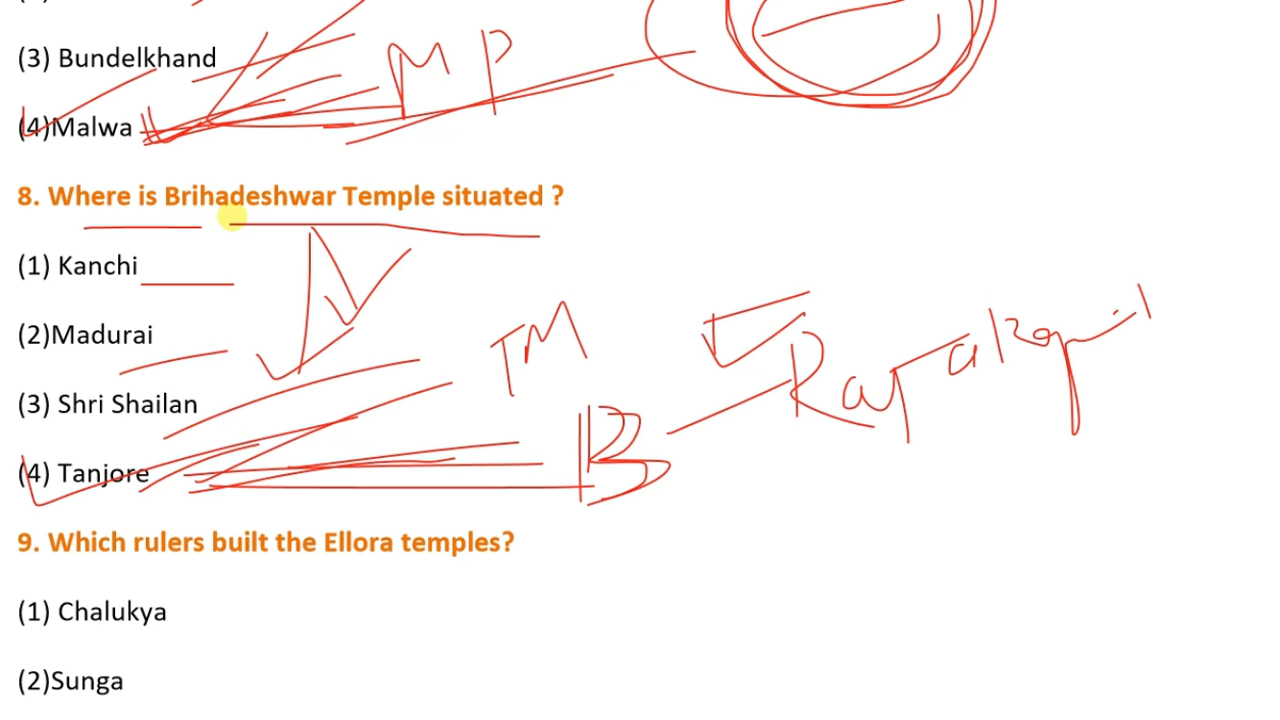 (3) Bundelkhand
MP
(4)Malwa
8. Where is Brihadeshwar Temple situated ?
(1) Kanchi
(2)Madurai
TM
(3) Shri Shailan
B
(4) Tanjore
9. Which rulers built the Ellora temples?
(1) Chalukya
(2)Sunga